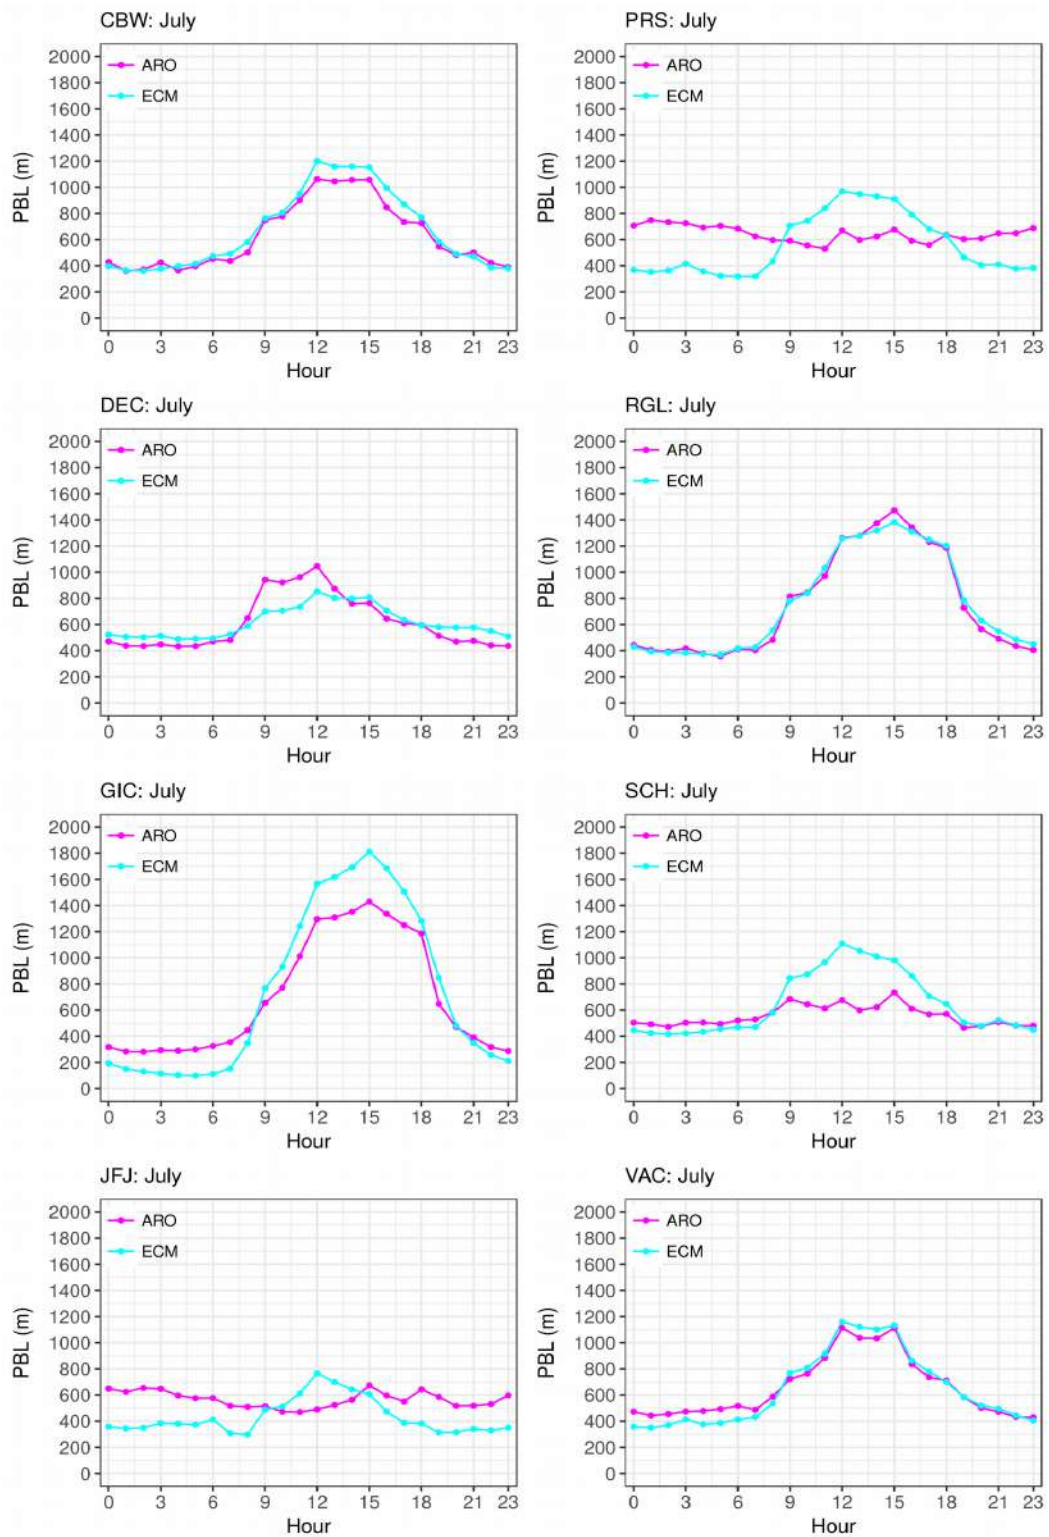 CBW: July
ARO
ECM
PBL (m)
2000
1800
1600
1400
1200
1000
800
600
400
200
0
0 3 6 9 12 15 18 21 23
Hour
PRS: July
ARO
ECM
PBL (m)
2000
1800
1600
1400
1200
1000
800
600
400
200
0
0 3 6 9 12 15 18 21 23
Hour
DEC: July
ARO
ECM
PBL (m)
2000
1800
1600
1400
1200
1000
800
600
400
200
0
0 3 6 9 12 15 18 21 23
Hour
RGL: July
ARO
ECM
PBL (m)
2000
1800
1600
1400
1200
1000
800
600
400
200
0
0 3 6 9 12 15 18 21 23
Hour
GIC: July
ARO
ECM
PBL (m)
2000
1800
1600
1400
1200
1000
800
600
400
200
0
0 3 6 9 12 15 18 21 23
Hour
SCH: July
ARO
ECM
PBL (m)
2000
1800
1600
1400
1200
1000
800
600
400
200
0
0 3 6 9 12 15 18 21 23
Hour
JFJ: July
ARO
ECM
PBL (m)
2000
1800
1600
1400
1200
1000
800
600
400
200
0
0 3 6 9 12 15 18 21 23
Hour
VAC: July
ARO
ECM
PBL (m)
2000
1800
1600
1400
1200
1000
800
600
400
200
0
0 3 6 9 12 15 18 21 23
Hour